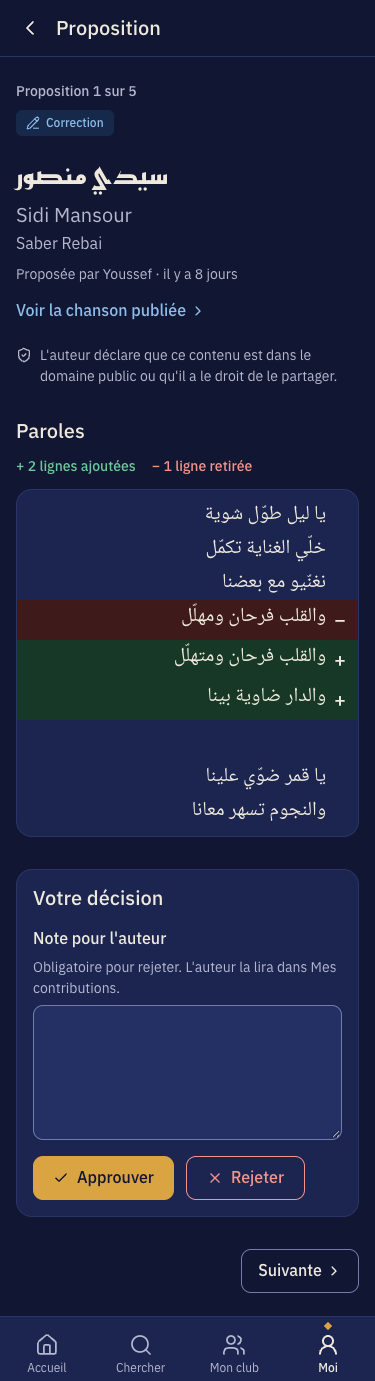 Proposition
Proposition 1 sur 5
Correction
سيدي منصور
Sidi Mansour
Saber Rebai
Proposée par Youssef · il y a 8 jours
Voir la chanson publiée
L'auteur déclare que ce contenu est dans le
domaine public ou qu'il a le droit de le partager.
Paroles
+ 2 lignes ajoutées − 1 ligne retirée
يا ليل طوّل شوية
خلّي الغناية تكمّل
نغنّيو مع بعضنا
− والقلب فرحان ومهلّل
+ والقلب فرحان ومتهلّل
+ والدار ضاوية بينا
يا قمر ضوّي علينا
والنجوم تسهر معانا
Votre décision
Note pour l'auteur
Obligatoire pour rejeter. L'auteur la lira dans Mes
contributions.
Approuver Rejeter
Suivante
Accueil Chercher Mon club Moi